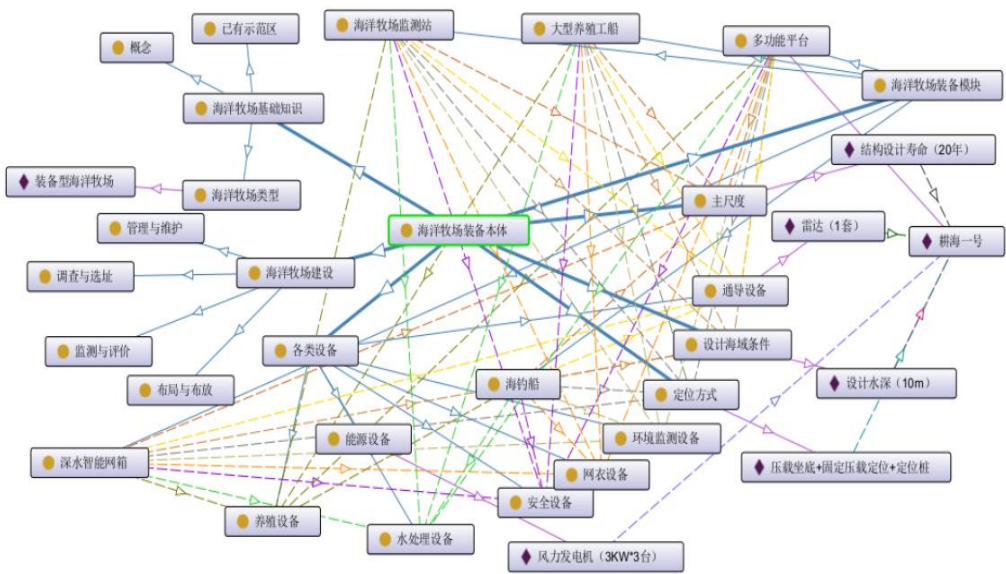 已有示范区
海洋牧场监测站
大型养殖工船
多功能平台
概念
海洋牧场装备模块
海洋牧场基础知识
结构设计寿命（20年）
装备型海洋牧场
海洋牧场类型
主尺度
管理与维护
海洋牧场装备本体
雷达（1套）
耕海一号
调查与选址
海洋牧场建设
通导设备
监测与评价
各类设备
设计海域条件
布局与布放
海钓船
定位方式
设计水深（10m）
能源设备
环境监测设备
深水智能网箱
网衣设备
压载坐底+固定压载定位+定位桩
安全设备
养殖设备
水处理设备
风力发电机（3KW*3台）